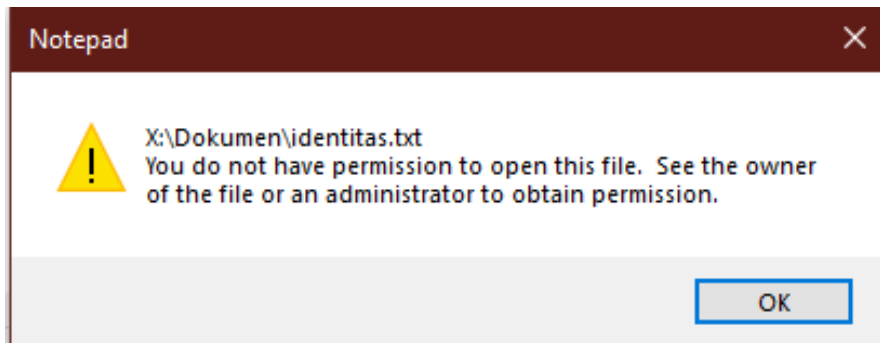 Notepad
X:\Dokumen\identitas.txt
You do not have permission to open this file.  See the owner
of the file or an administrator to obtain permission.
OK